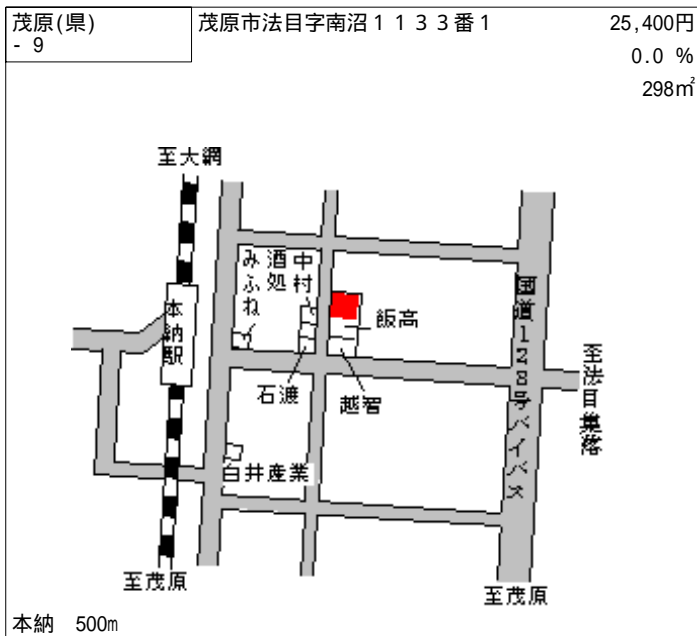 茂原(県)
- 9
茂原市法目字南沼１１３３番１
25,400円
0.0 %
298㎡
至大網
本納駅
みふね
酒処
中村
飯高
石渡
越智
白井産業
国道128号バイパス
至法目集落
至茂原
至茂原
本納 500m